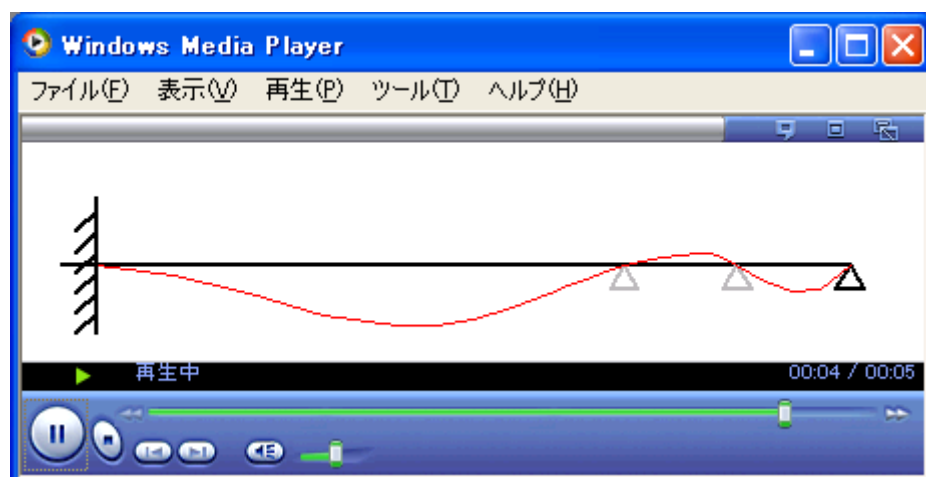 Windows Media Player
ファイル(F) 表示(V) 再生(P) ツール(T) ヘルプ(H)
再生中 00:04 / 00:05